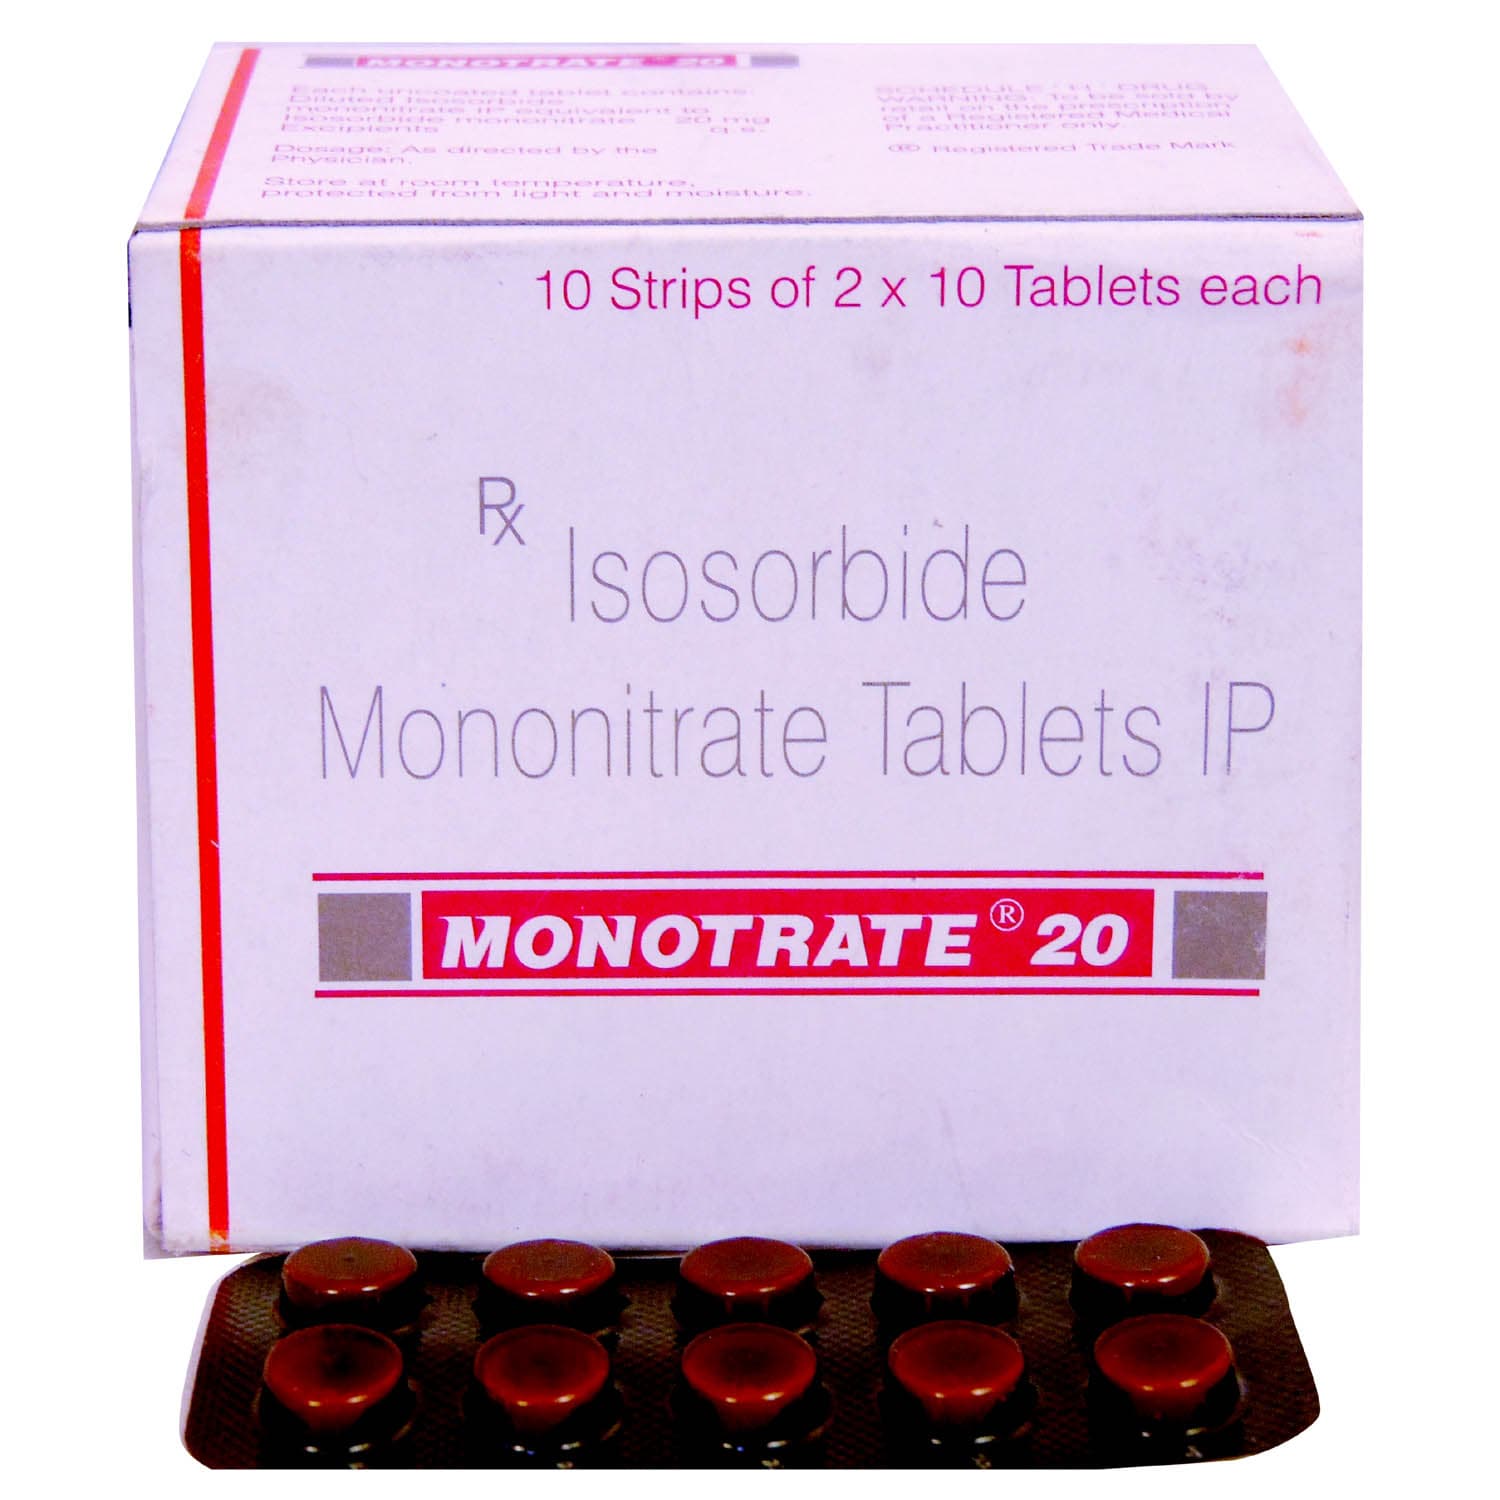 MONOTRATE® 20
Each uncoated tablet contains:
Diluted Isosorbide
mononitrate IP equivalent to
Isosorbide mononitrate 20 mg
Excipients q.s.
Dosage: As directed by the
Physician.
Store at room temperature,
protected from light and moisture.
SCHEDULE 'H' DRUG
WARNING: To be sold by
retail on the prescription
of a Registered Medical
Practitioner only.
® Registered Trade Mark
10 Strips of 2 x 10 Tablets each
Rx
Isosorbide
Mononitrate Tablets IP
MONOTRATE® 20